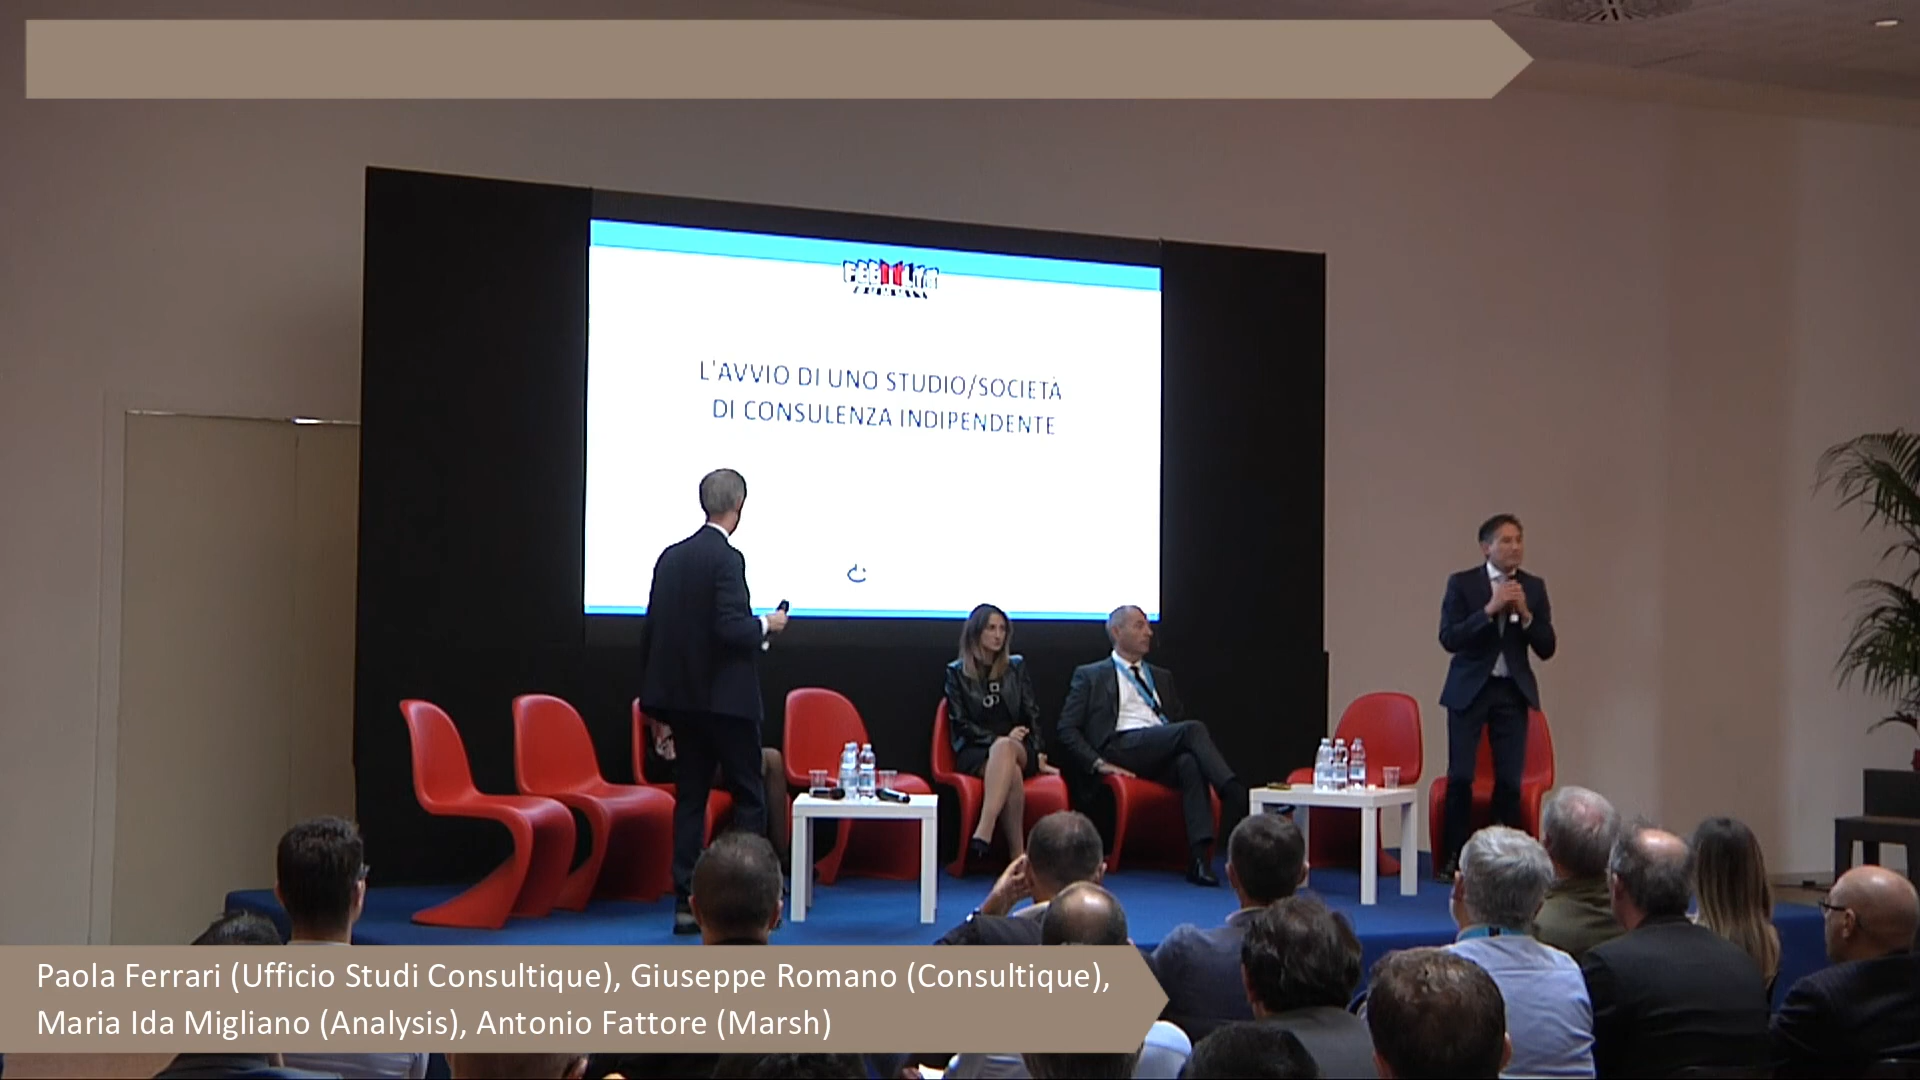 L'AVVIO DI UNO STUDIO/SOCIETÀ
DI CONSULENZA INDIPENDENTE
Paola Ferrari (Ufficio Studi Consultique), Giuseppe Romano (Consultique),
Maria Ida Migliano (Analysis), Antonio Fattore (Marsh)